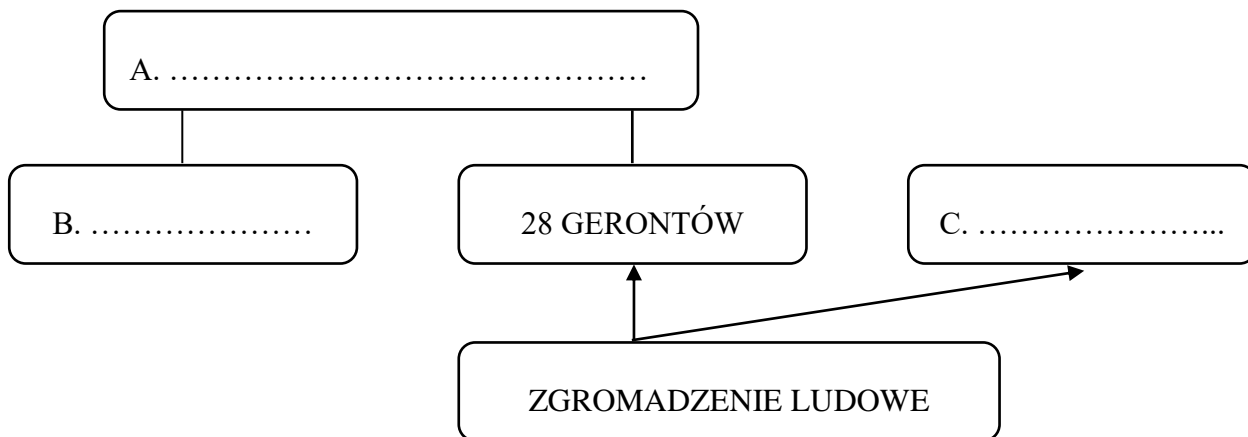 A. …………………………………………
B. …………………
28 GERONTÓW
C. …………………...
ZGROMADZENIE LUDOWE